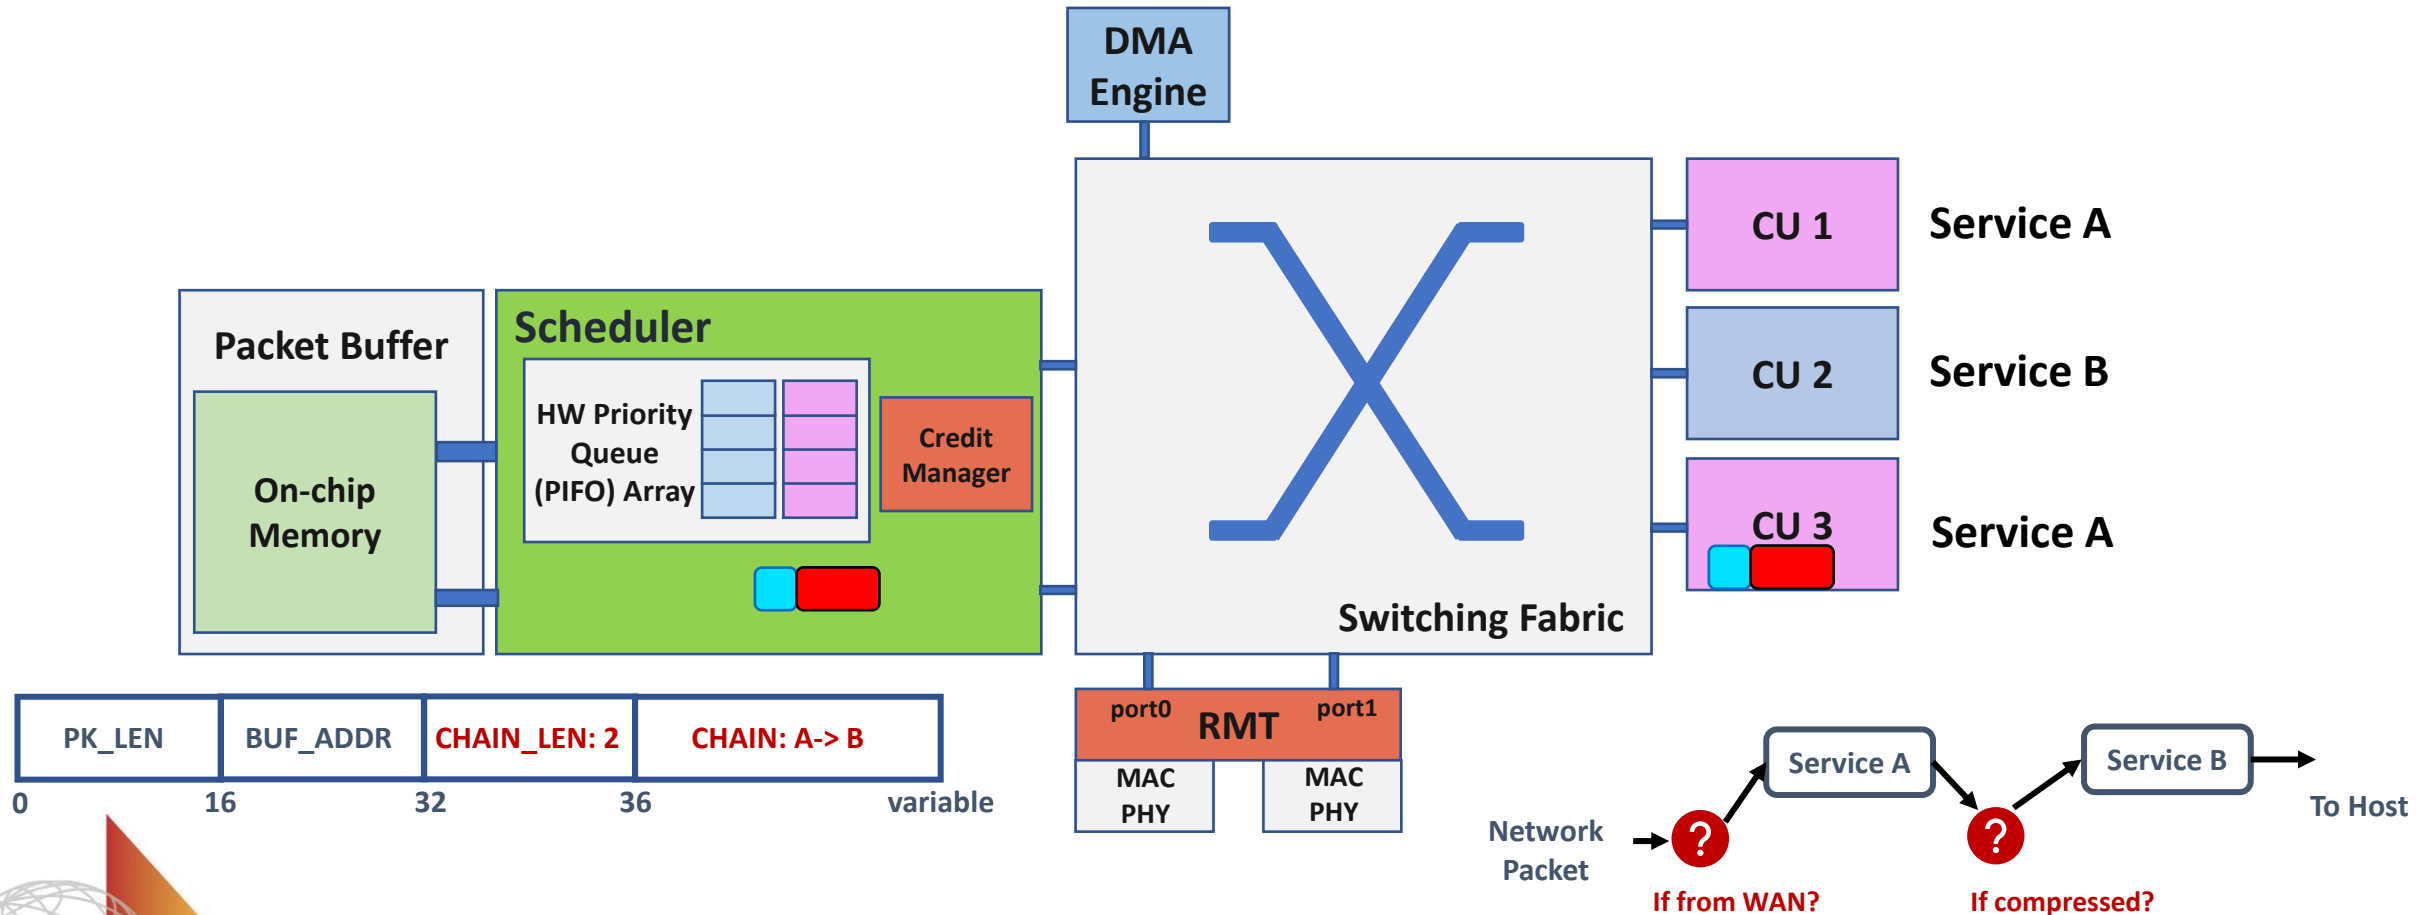 DMA
Engine
CU 1
Service A
Packet Buffer
Scheduler
CU 2
Service B
HW Priority
Queue
(PIFO) Array
Credit
Manager
On-chip
Memory
CU 3
Service A
Switching Fabric
PK_LEN
BUF_ADDR
CHAIN_LEN: 2
CHAIN: A-> B
0
16
32
36
variable
port0
RMT
port1
MAC
PHY
MAC
PHY
Network
Packet
?
If from WAN?
Service A
?
If compressed?
Service B
To Host